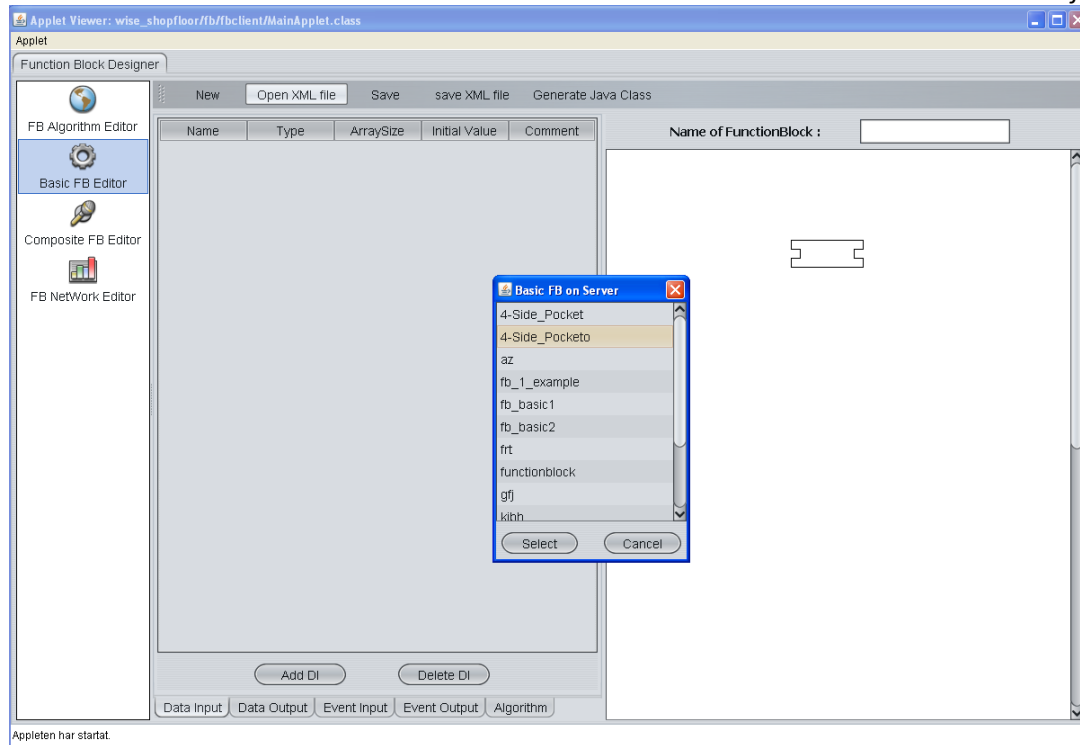 Applet Viewer: wise_shopfloor/fb/fbclient/MainApplet.class
Applet
Function Block Designer
FB Algorithm Editor
Basic FB Editor
Composite FB Editor
FB NetWork Editor
New Open XML file Save save XML file Generate Java Class
Name Type ArraySize Initial Value Comment
Name of FunctionBlock :
Basic FB on Server
4-Side_Pocket
4-Side_Pocketo
az
fb_1_example
fb_basic1
fb_basic2
frt
functionblock
gfj
Select Cancel
Add DI Delete DI
Data Input Data Output Event Input Event Output Algorithm
Appleten har startat.